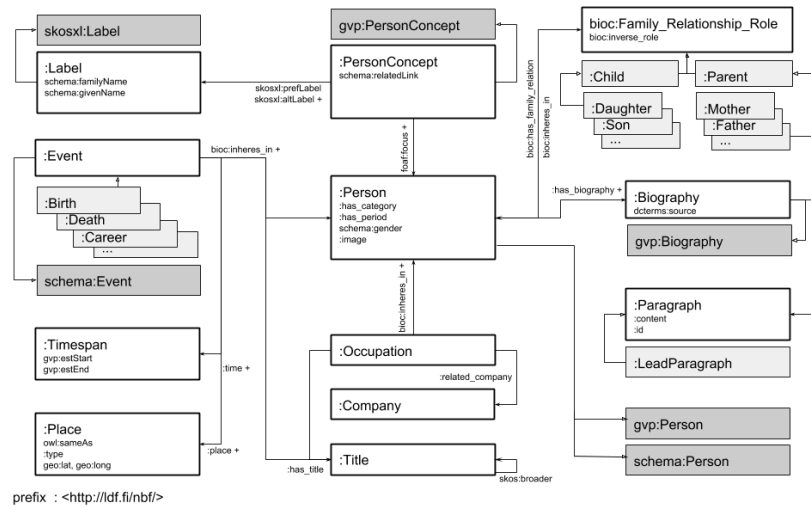 skosxl:Label
:Label
schema:familyName
schema:givenName
skosxl:prefLabel
skosxl:altLabel +
gvp:PersonConcept
:PersonConcept
schema:relatedLink
foaf:focus +
bioc:Family_Relationship_Role
bioc:inverse_role
:Child
:Parent
:Daughter
:Son
...
:Mother
:Father
...
bioc:has_family_relation
bioc:inheres_in
:Event
bioc:inheres_in +
:Birth
:Death
:Career
...
schema:Event
:Person
:has_category
:has_period
schema:gender
:image
:has_biography +
:Biography
dcterms:source
gvp:Biography
bioc:inheres_in +
:Paragraph
:content
:id
:LeadParagraph
:Timespan
gvp:estStart
gvp:estEnd
:time +
:Occupation
:related_company
:Company
:Place
owl:sameAs
:type
geo:lat, geo:long
:place +
:has_title
:Title
skos:broader
gvp:Person
schema:Person
prefix : <http://ldf.fi/nbf/>